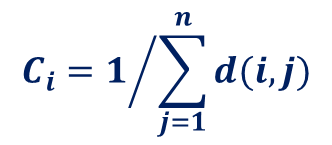 C_i = 1/∑_{j=1}^{n} d(i,j)